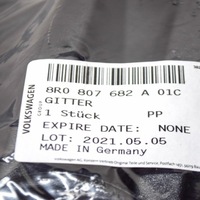 VOLKSWAGEN
GROUP
8R0 807 682 A 01C
GITTER
1 Stück PP
EXPIRE DATE: NONE
LOT: 2021.05.05
MADE IN Germany